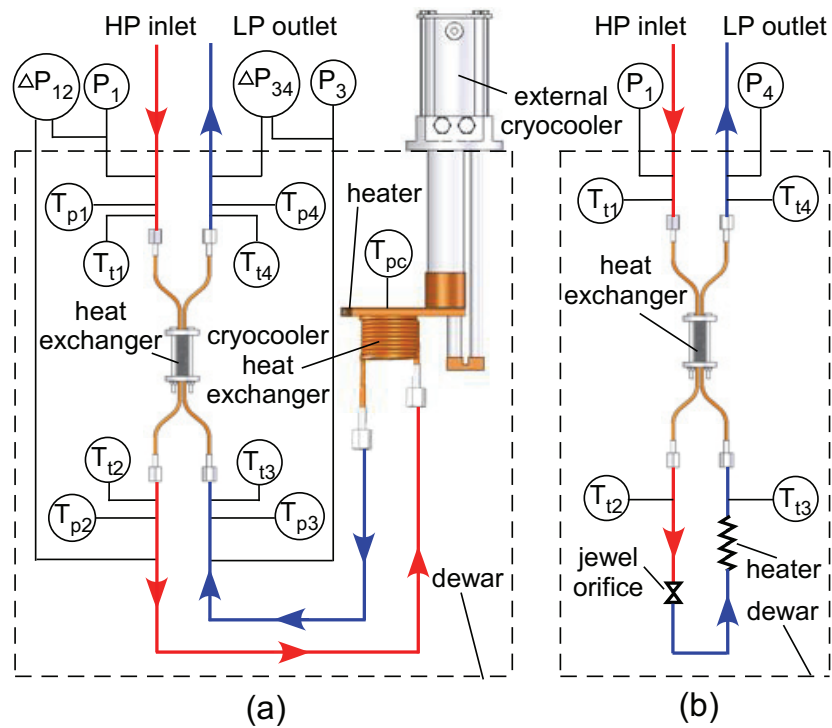 HP inlet
LP outlet
ΔP12
P1
ΔP34
P3
external
cryocooler
Tp1
Tp4
Tt1
Tt4
heater
Tpc
heat
exchanger
cryocooler
heat
exchanger
Tt2
Tt3
Tp2
Tp3
dewar
(a)
HP inlet
LP outlet
P1
P4
Tt1
Tt4
heat
exchanger
Tt2
Tt3
jewel
orifice
heater
dewar
(b)